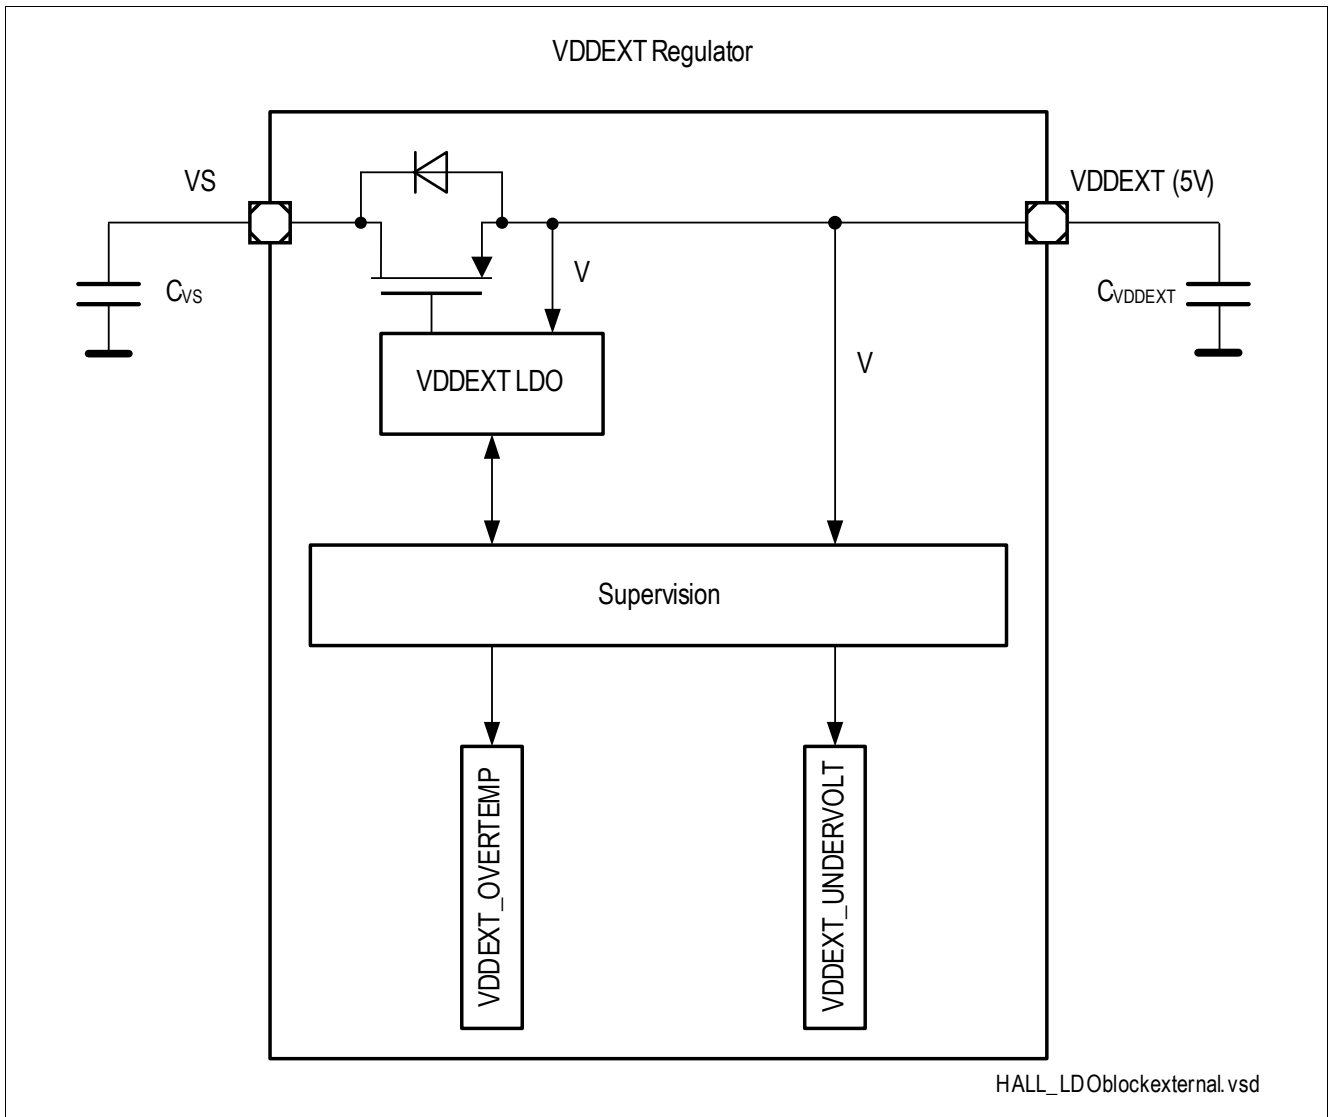 VDDEXT Regulator
VS
VDDEXT (5V)
CVS
V
CVDDEXT
VDDEXT LDO
V
Supervision
VDDEXT_OVERTEMP
VDDEXT_UNDERVOLT
HALL_LDOblockexternal.vsd